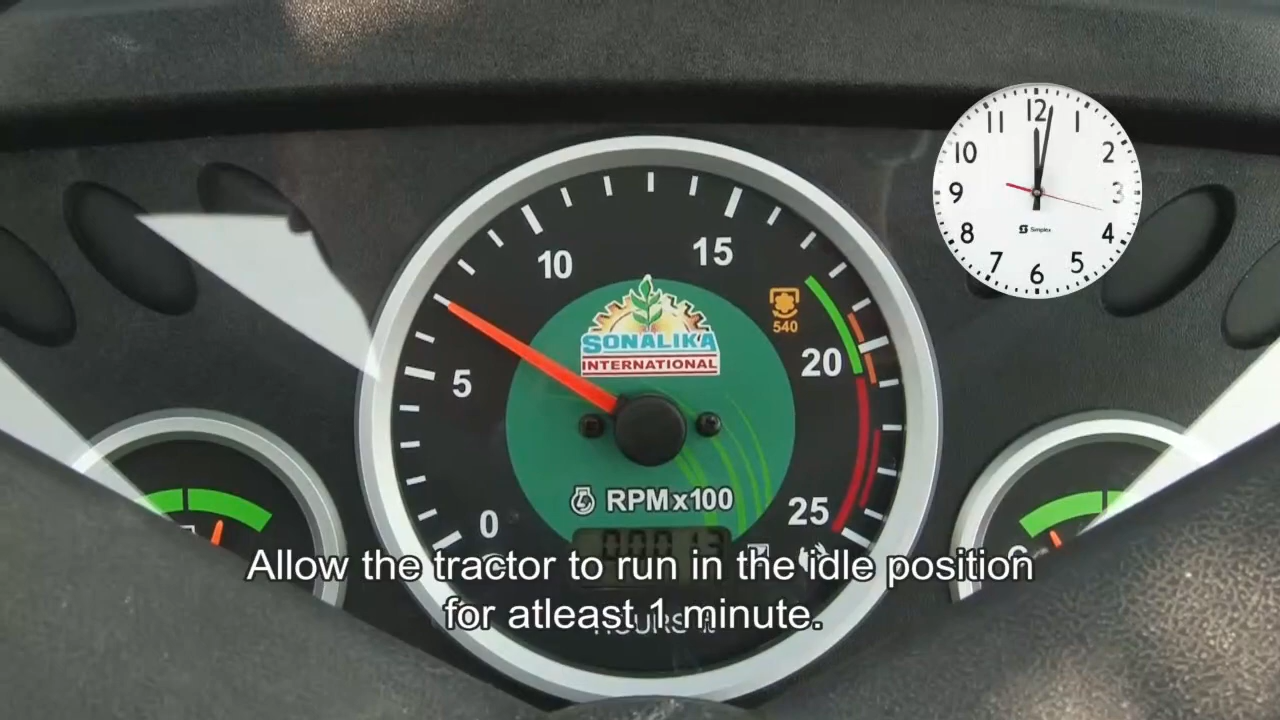 12
11
1
10
2
9
3
8
4
7
5
6
Simplex
10
15
540
SONALIKA
INTERNATIONAL
5
20
RPMx100
0
25
Allow the tractor to run in the idle position
for atleast 1 minute.
HOURS